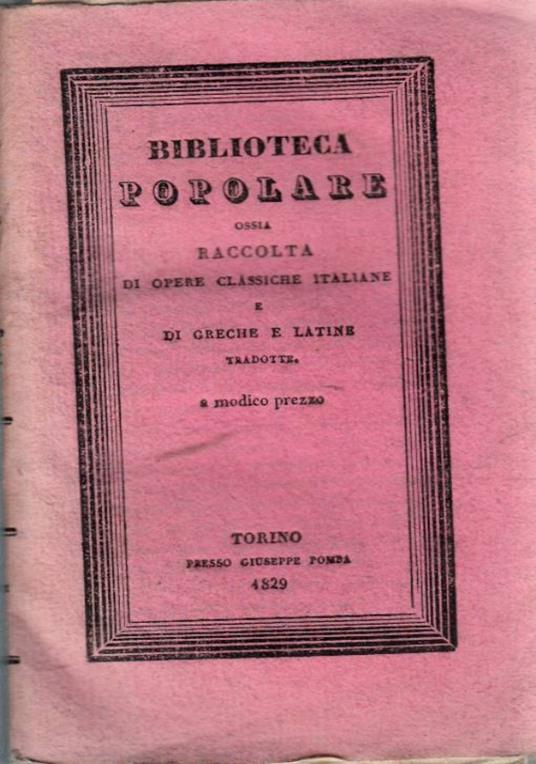 BIBLIOTECA
POPOLARE
OSSIA
RACCOLTA
DI OPERE CLASSICHE ITALIANE
E
DI GRECHE E LATINE
TRADOTTE.
a modico prezzo
TORINO
PRESSO GIUSEPPE POMBA
1829